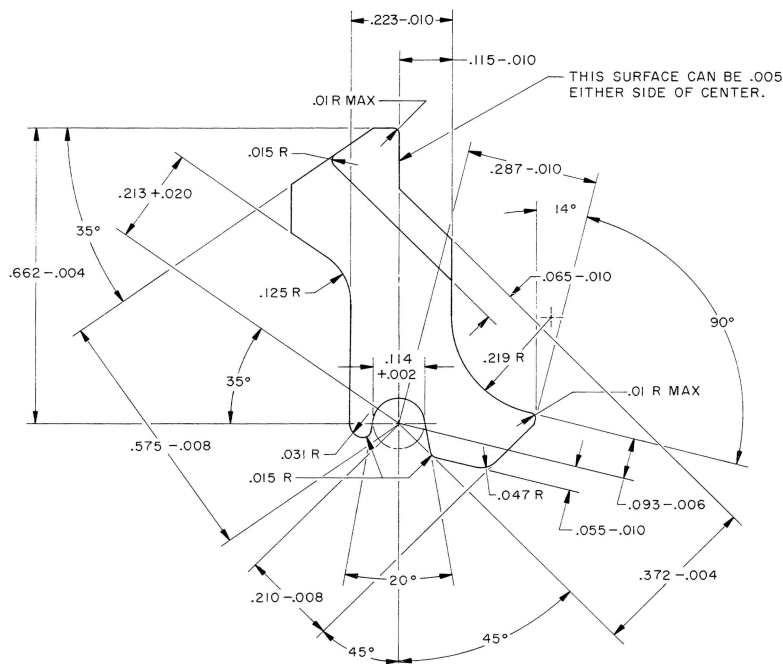 .223-.010
.115-.010
THIS SURFACE CAN BE .005
EITHER SIDE OF CENTER.
.01R MAX
.015 R
.287-.010
.213+.020
14°
35°
.662-.004
.065-.010
.125 R
90°
.114
+.002
.219 R
35°
.01 R MAX
.575-.008
.031R
.015 R
.047 R
.093-.006
.055-.010
.372-.004
20°
.210-.008
45°
45°